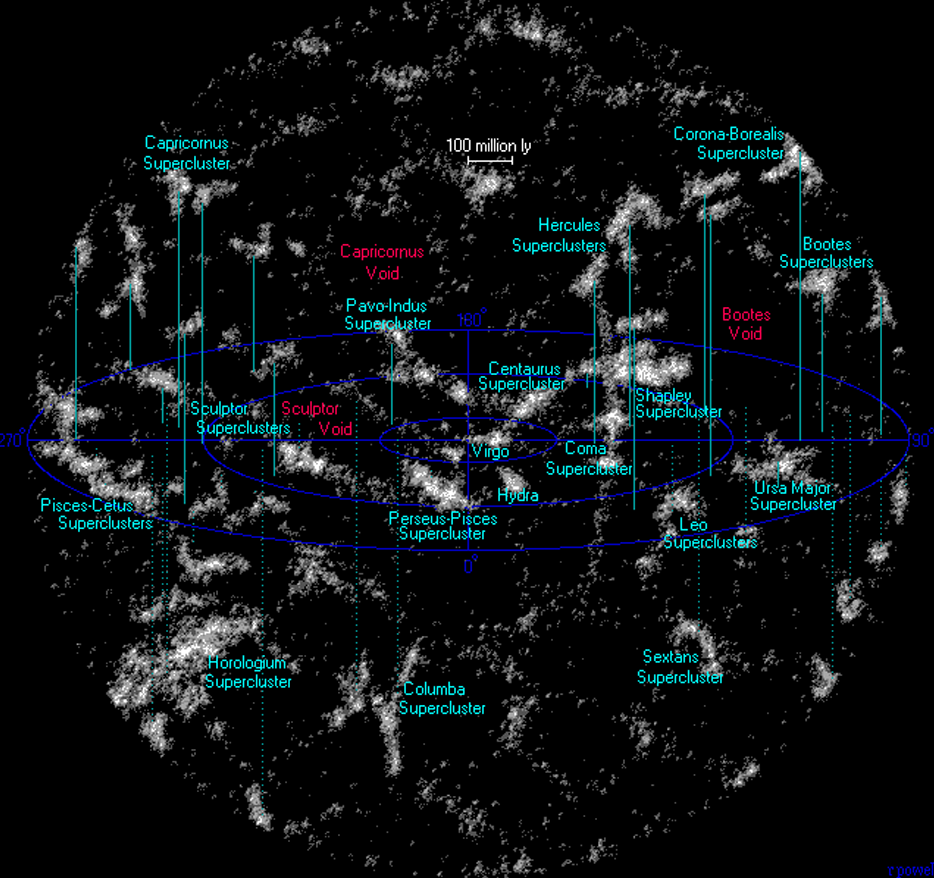 Corona-Borealis
Supercluster
Capricornus
Supercluster
100 million ly
Hercules
Superclusters
Bootes
Superclusters
Capricornus
Void
Pavo-Indus
Supercluster
180°
Bootes
Void
Centaurus
Supercluster
Shapley
Supercluster
Sculptor
Superclusters
Sculptor
Void
270°
90°
Virgo
Coma
Supercluster
Pisces-Cetus
Superclusters
Perseus-Pisces
Supercluster
Hydra
Ursa Major
Supercluster
Leo
Superclusters
0°
Horologium
Supercluster
Sextans
Supercluster
Columba
Supercluster
rpowel